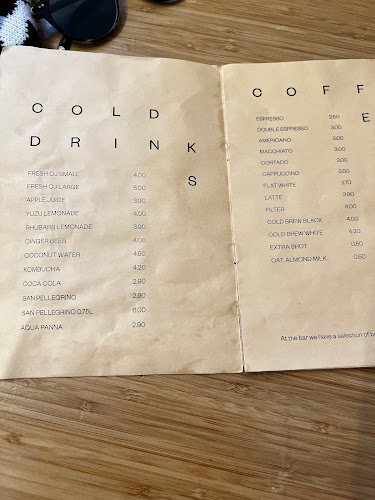 COLD
DRINKS
FRESH OJ SMALL 4.00
FRESH OJ LARGE 5.00
APPLE JUICE 3.90
YUZU LEMONADE 4.00
RHUBARB LEMONADE 3.90
GINGER BEER 4.00
COCONUT WATER 4.50
KOMBUCHA 4.20
COCA COLA 2.90
SAN PELLEGRINO 2.90
SAN PELLEGRINO 0.75L 6.00
AQUA PANNA 2.90
COFF
E
ESPRESSO 2.50
DOUBLE ESPRESSO 3.00
AMERICANO 3.00
MACCHIATO 3.00
CORTADO 3.00
CAPPUCCINO 3.50
FLAT WHITE 3.70
LATTE 3.80
FILTER 4.00
COLD BREW BLACK 4.00
COLD BREW WHITE 4.20
EXTRA SHOT 0.50
OAT, ALMOND MILK 0.50
At the bar we have a selection of be